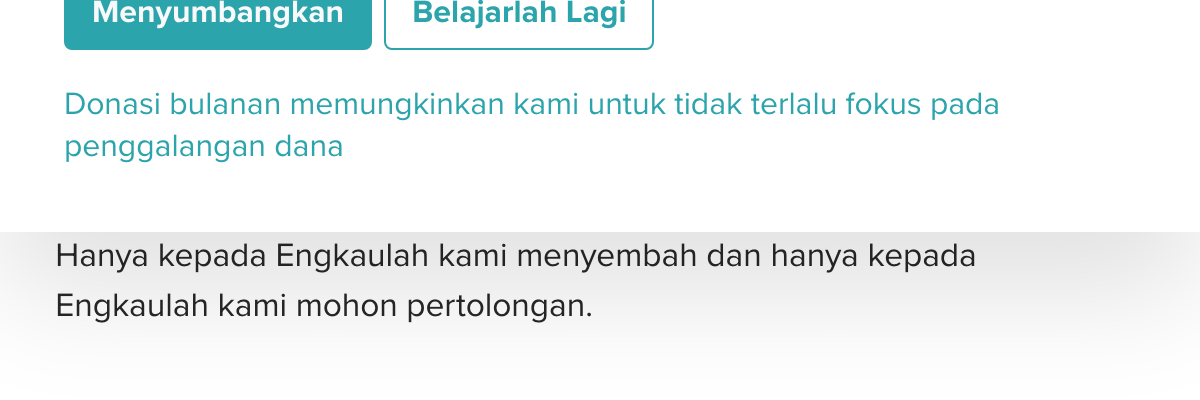 Menyumbangkan Belajarlah Lagi
Donasi bulanan memungkinkan kami untuk tidak terlalu fokus pada
penggalangan dana
Hanya kepada Engkaulah kami menyembah dan hanya kepada
Engkaulah kami mohon pertolongan.